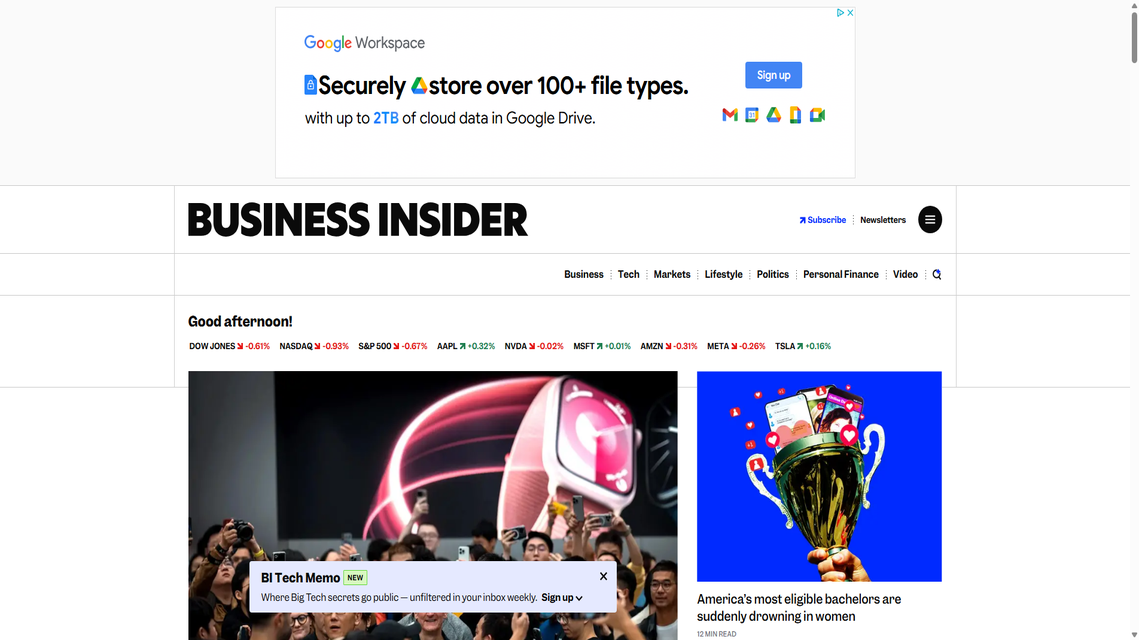 Google Workspace
Securely store over 100+ file types.
with up to 2TB of cloud data in Google Drive.
Sign up
BUSINESS INSIDER
Subscribe
Newsletters
Business
Tech
Markets
Lifestyle
Politics
Personal Finance
Video
Good afternoon!
DOW JONES -0.61% NASDAQ -0.93% S&P 500 -0.67% AAPL +0.32% NVDA -0.02% MSFT +0.01% AMZN -0.31% META -0.26% TSLA +0.16%
BI Tech Memo NEW
Where Big Tech secrets go public — unfiltered in your inbox weekly. Sign up
America's most eligible bachelors are
suddenly drowning in women
12 MIN READ